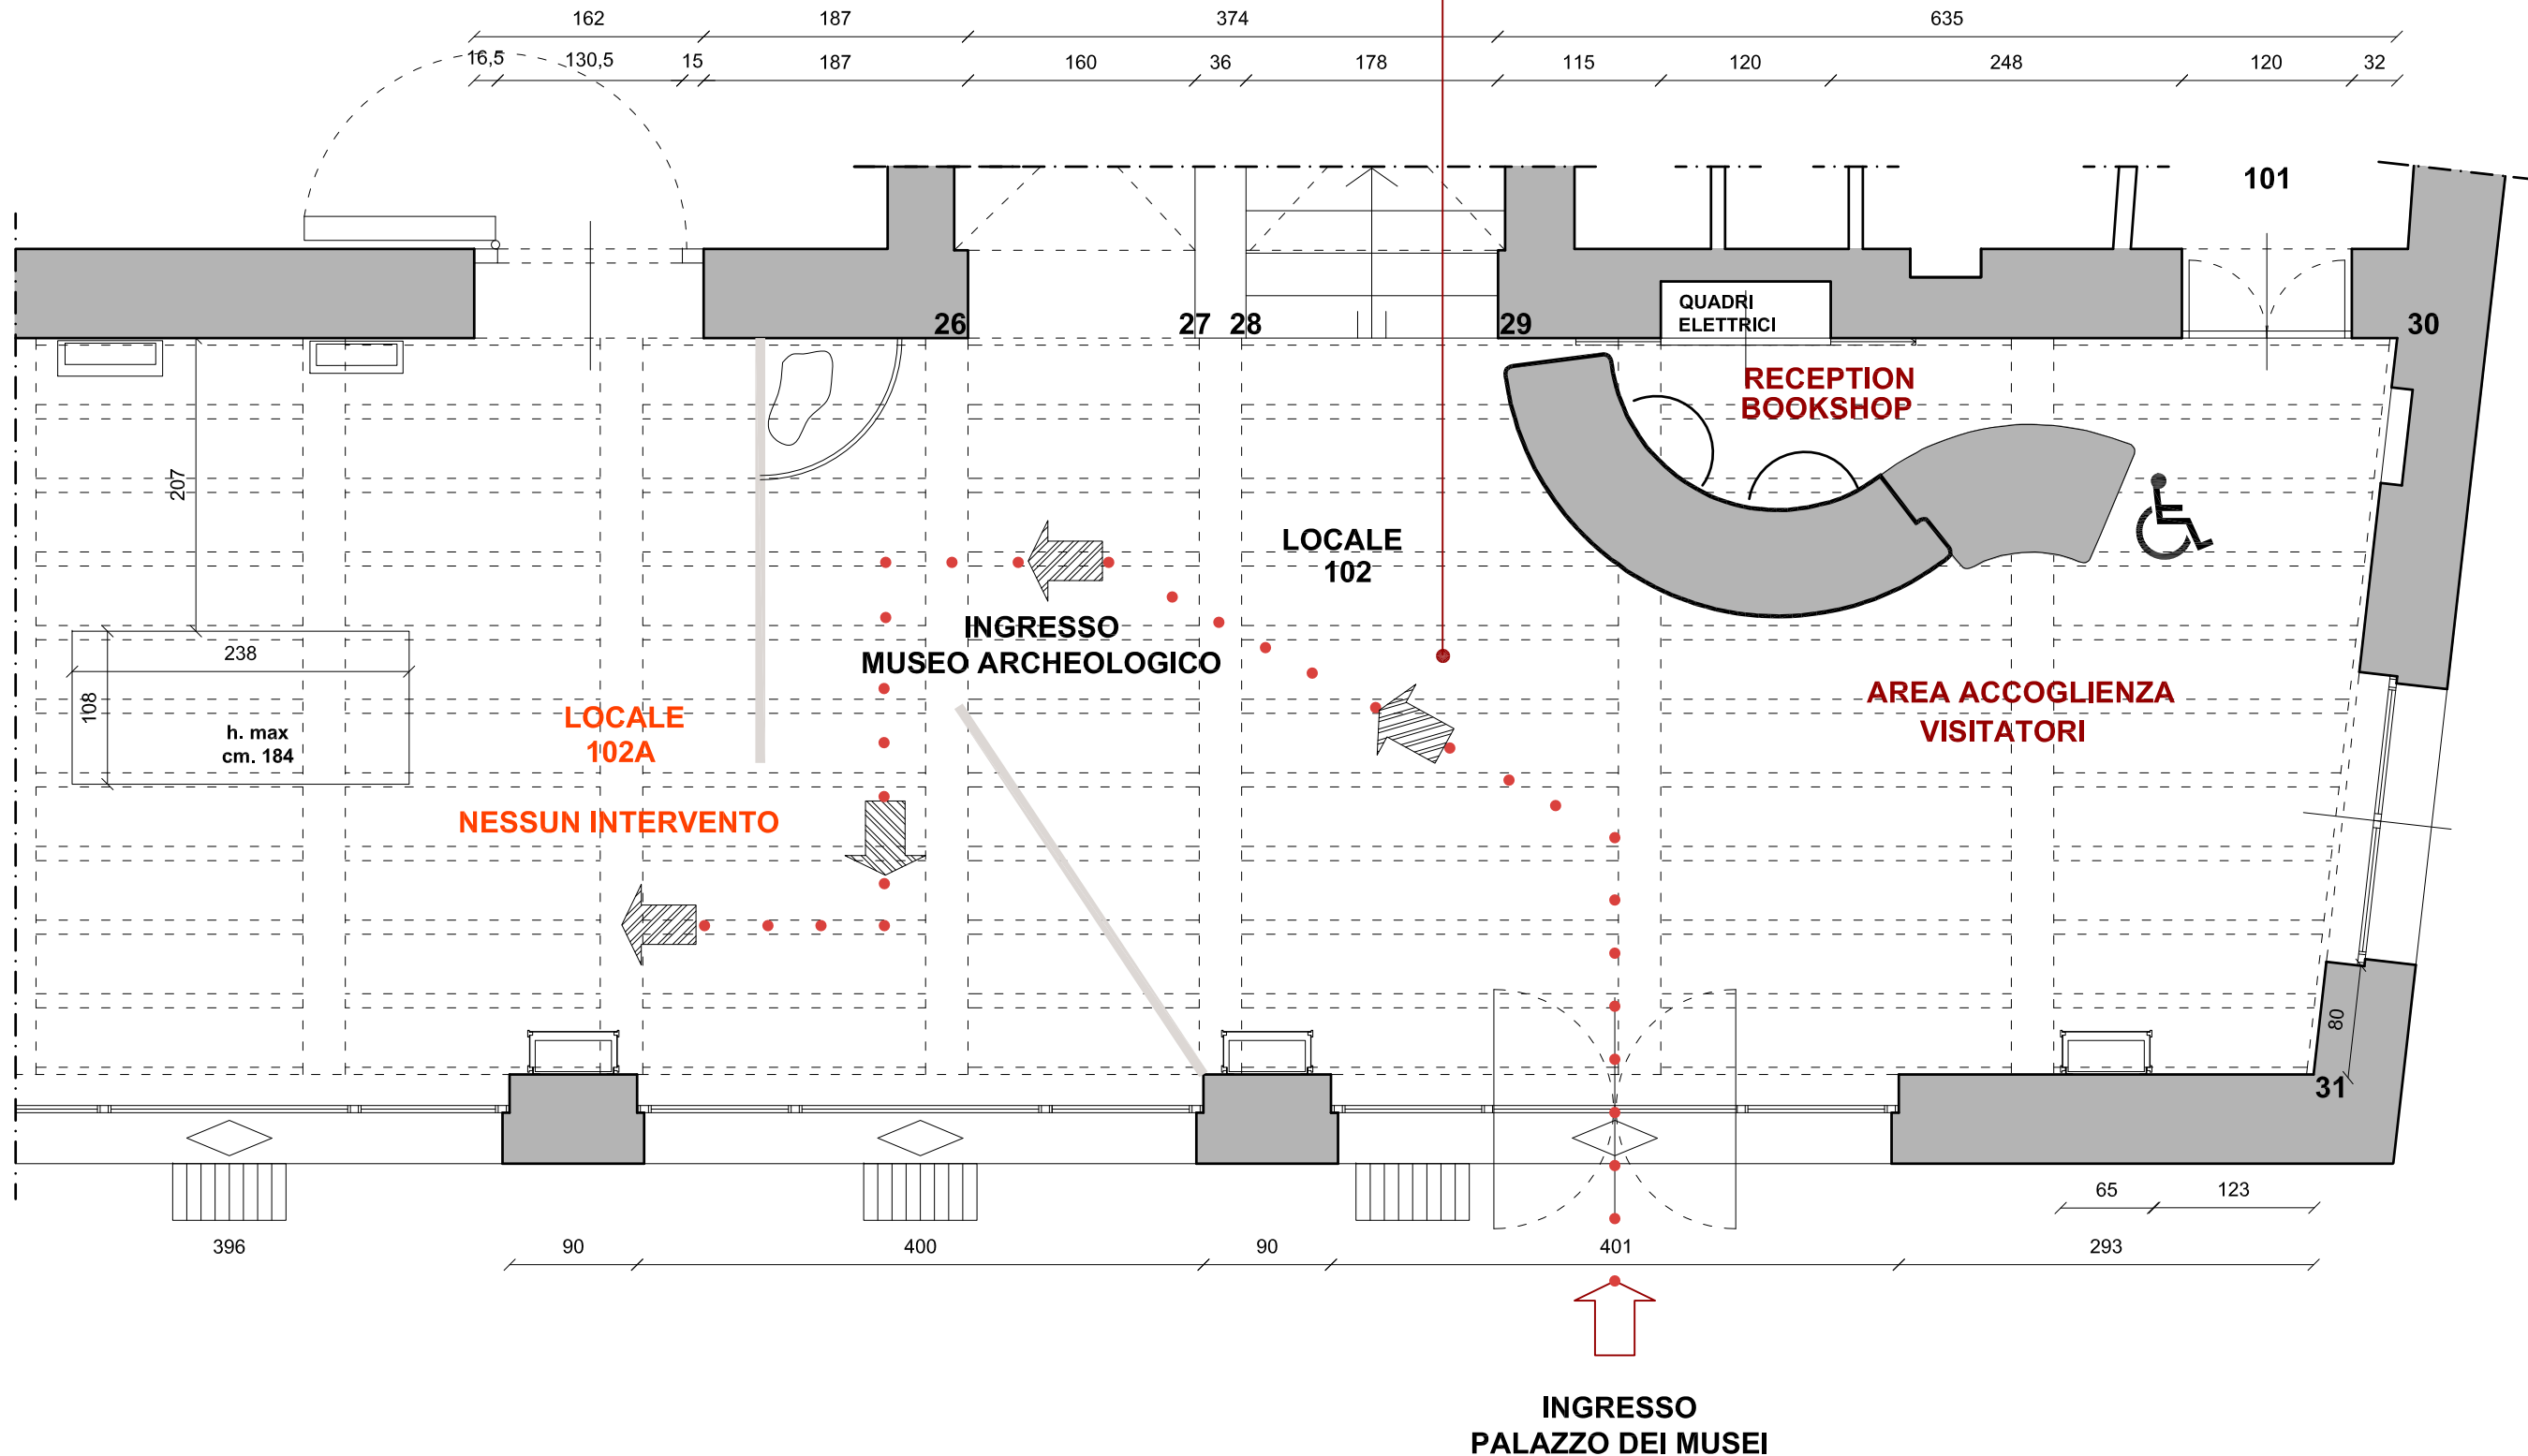 162 187 374 635
16,5 130,5 15 187 160 36 178 115 120 248 120 32
101
QUADRI
ELETTRICI
26 27 28 29 30
RECEPTION
BOOKSHOP
207
LOCALE
102
INGRESSO
MUSEO ARCHEOLOGICO
238
108
h. max
cm. 184
LOCALE
102A
AREA ACCOGLIENZA
VISITATORI
NESSUN INTERVENTO
80
31
65 123
396 90 400 90 401 293
INGRESSO
PALAZZO DEI MUSEI